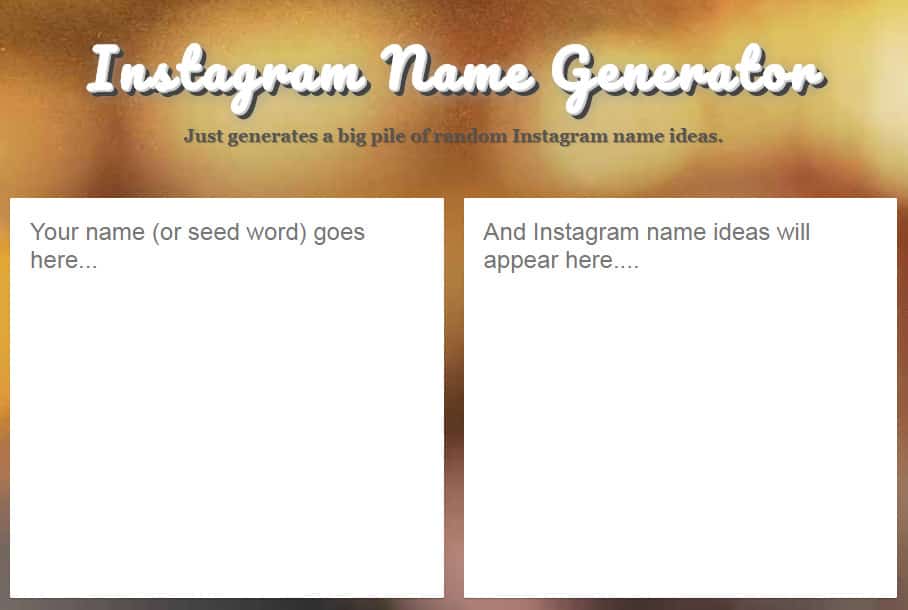 Instagram Name Generator
Just generates a big pile of random Instagram name ideas.
Your name (or seed word) goes
here...
And Instagram name ideas will
appear here....